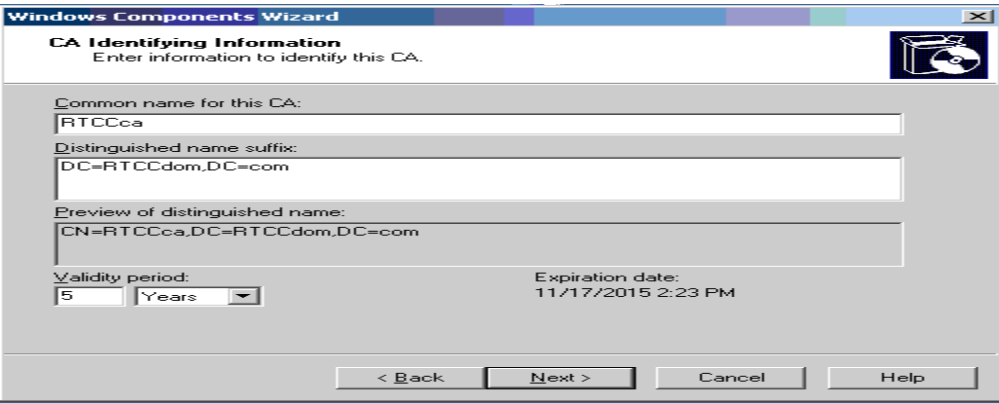 Windows Components Wizard
CA Identifying Information
Enter information to identify this CA.
Common name for this CA:
RTCCca
Distinguished name suffix:
DC=RTCCdom,DC=com
Preview of distinguished name:
CN=RTCCca,DC=RTCCdom,DC=com
Validity period:
Expiration date:
5
Years
11/17/2015 2:23 PM
< Back
Next >
Cancel
Help